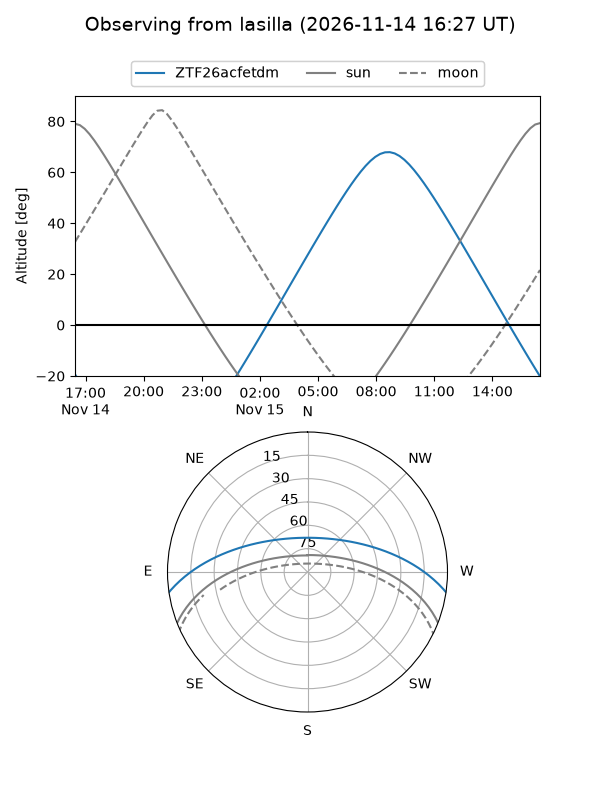 Observing from lasilla (2026-11-14 16:27 UT)
ZTF26acfetdm sun moon
Altitude [deg]
80
60
40
20
0
−20
17:00 20:00 23:00 02:00 05:00 08:00 11:00 14:00
Nov 14 Nov 15
N
NE NW
15
30
45
60
75
E W
SE SW
S